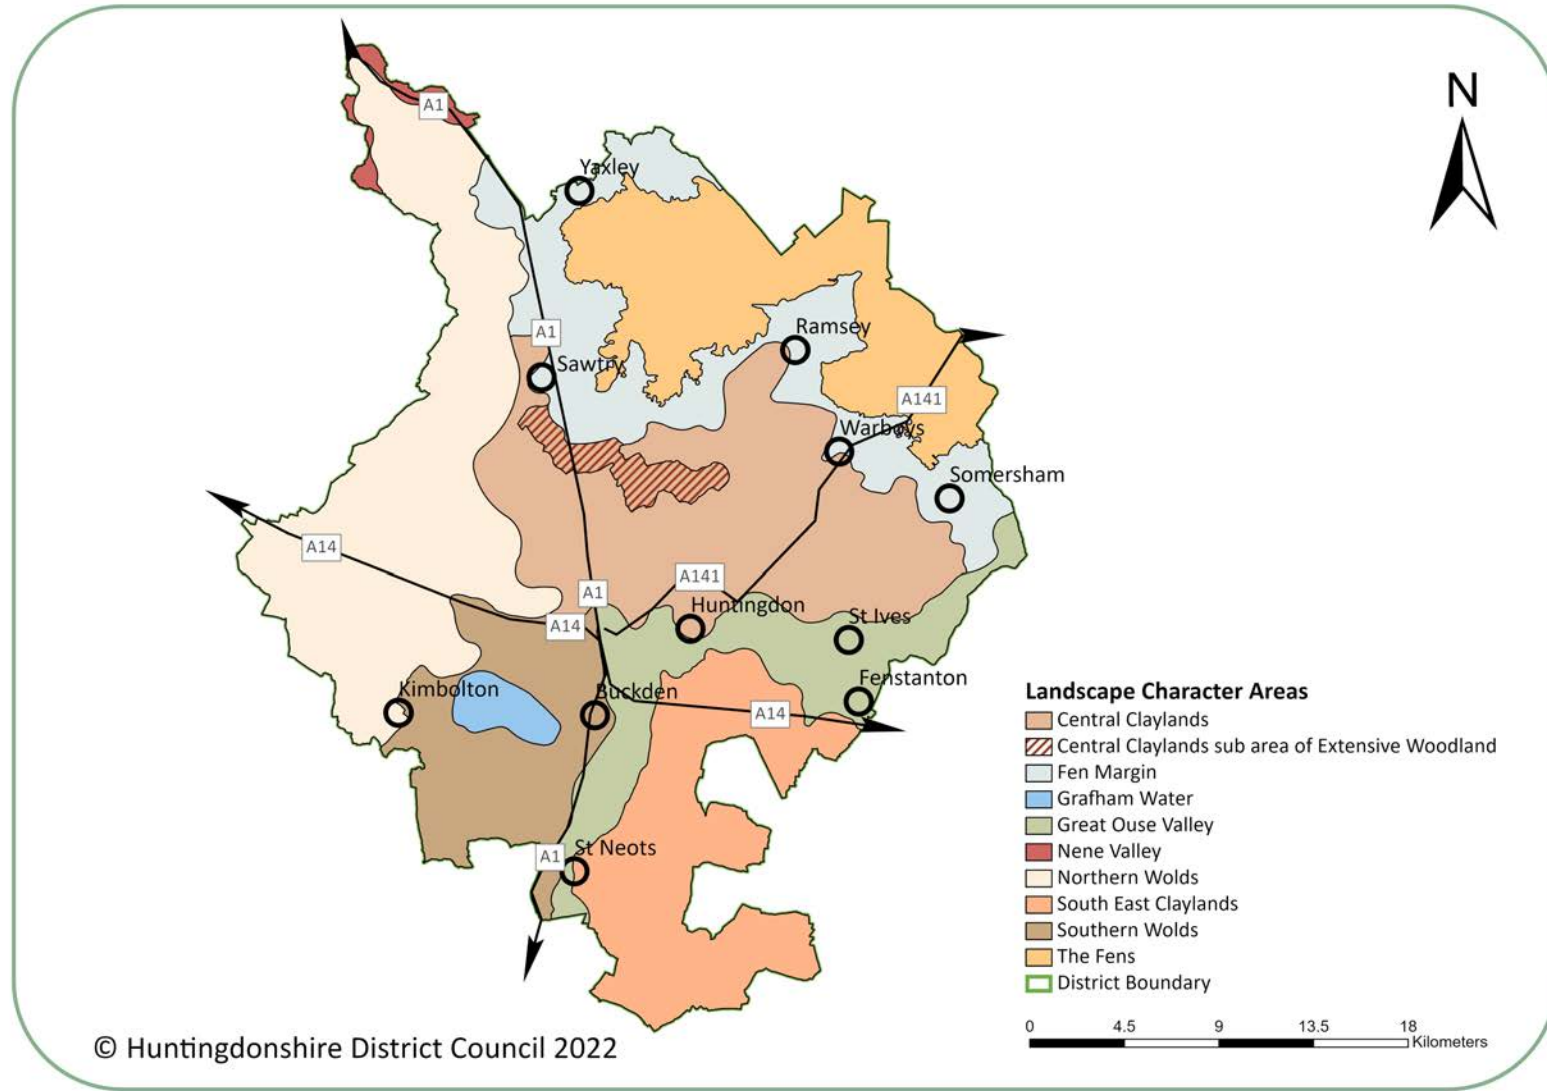 A1
N
Yaxley
A1
Ramsey
Sawtry
A141
Warboys
Somersham
A14
A141
A1
Huntingdon
St Ives
A14
Fenstanton
Kimbolton
Buckden
A14
A1
St Neots
Landscape Character Areas
Central Claylands
Central Claylands sub area of Extensive Woodland
Fen Margin
Grafham Water
Great Ouse Valley
Nene Valley
Northern Wolds
South East Claylands
Southern Wolds
The Fens
District Boundary
0 4.5 9 13.5 18
Kilometers
© Huntingdonshire District Council 2022